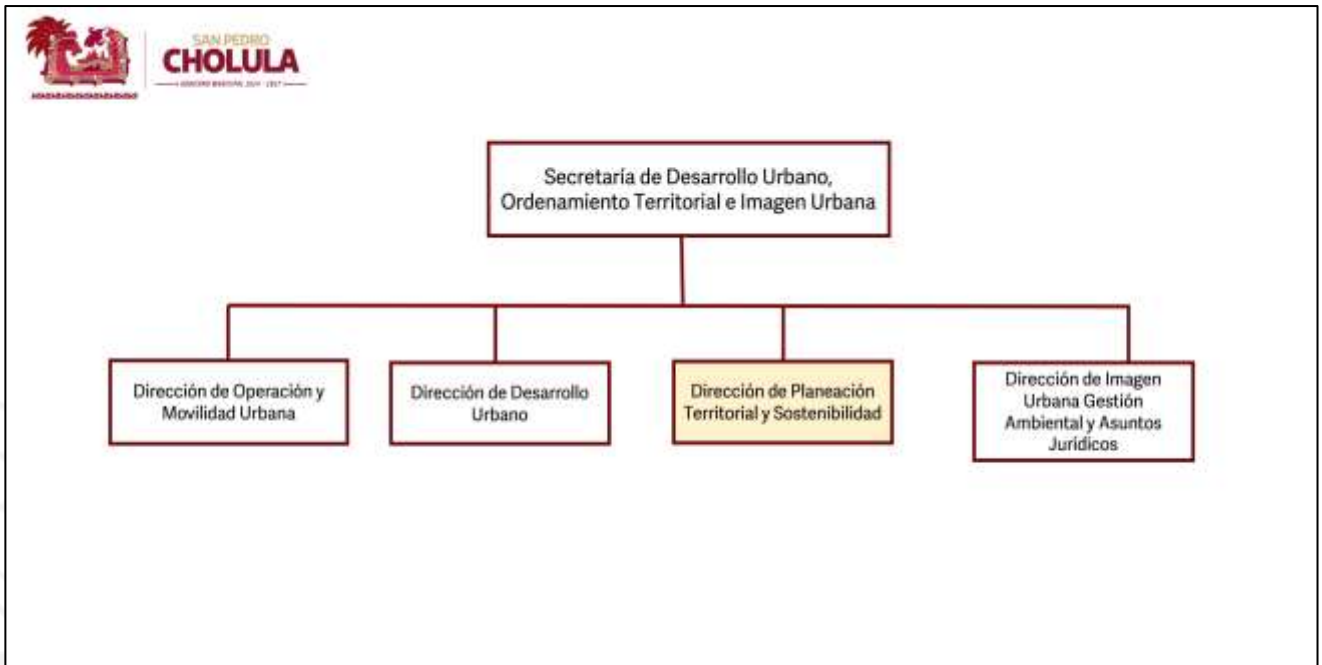 SAN PEDRO
CHOLULA
Secretaría de Desarrollo Urbano,
Ordenamiento Territorial e Imagen Urbana
Dirección de Operación y
Movilidad Urbana
Dirección de Desarrollo
Urbano
Dirección de Planeación
Territorial y Sostenibilidad
Dirección de Imagen
Urbana Gestión
Ambiental y Asuntos
Jurídicos